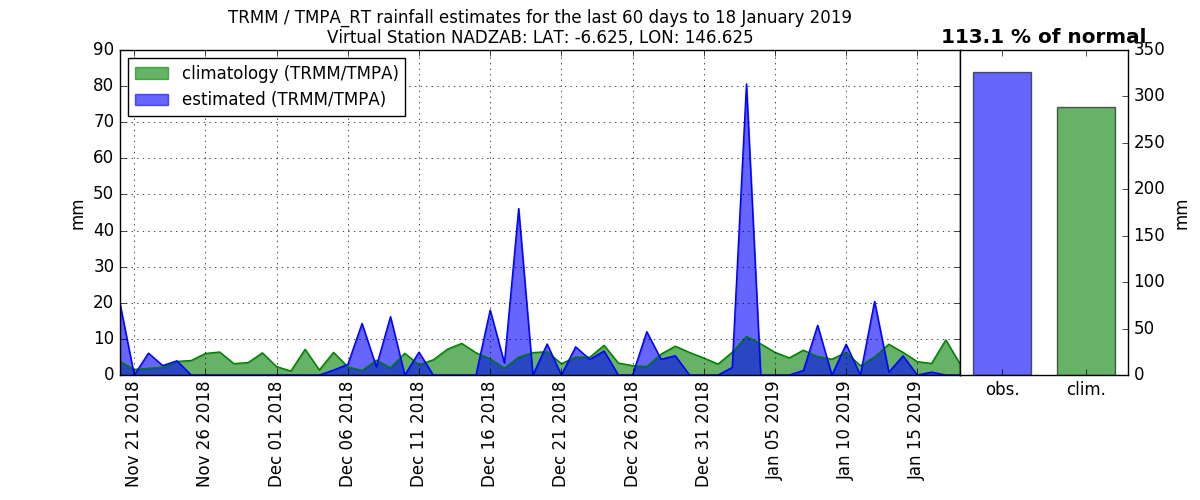 TRMM / TMPA_RT rainfall estimates for the last 60 days to 18 January 2019
Virtual Station NADZAB: LAT: -6.625, LON: 146.625
113.1 % of normal
climatology (TRMM/TMPA)
estimated (TRMM/TMPA)
mm
90
80
70
60
50
40
30
20
10
0
Nov 21 2018
Nov 26 2018
Dec 01 2018
Dec 06 2018
Dec 11 2018
Dec 16 2018
Dec 21 2018
Dec 26 2018
Dec 31 2018
Jan 05 2019
Jan 10 2019
Jan 15 2019
350
300
250
200
150
100
50
0
mm
obs.
clim.